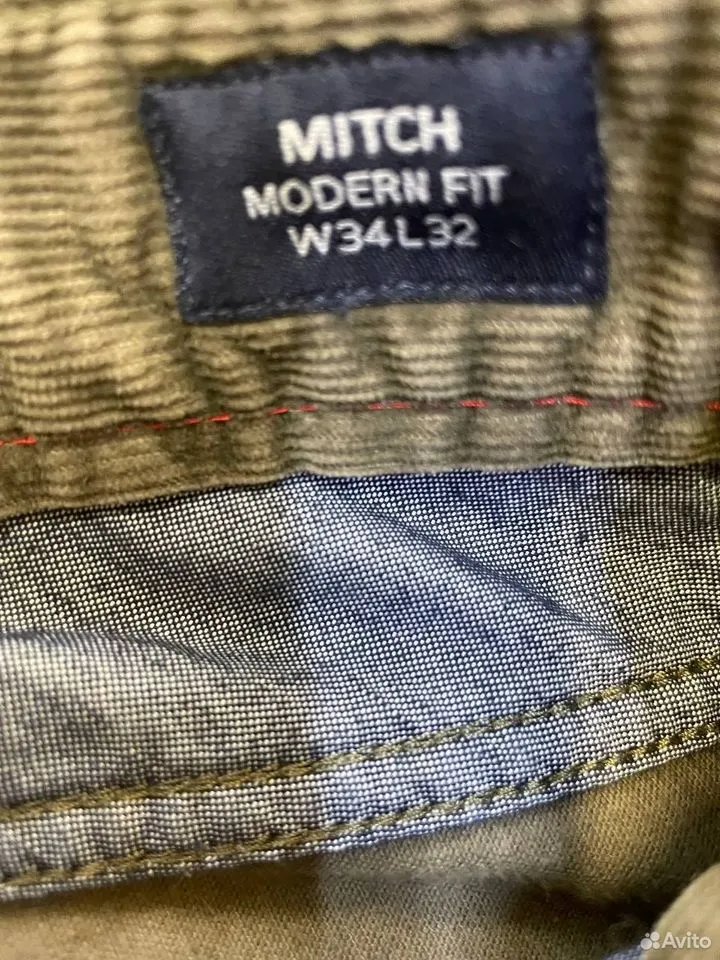 MITCH
MODERN FIT
W34 L32
Avito